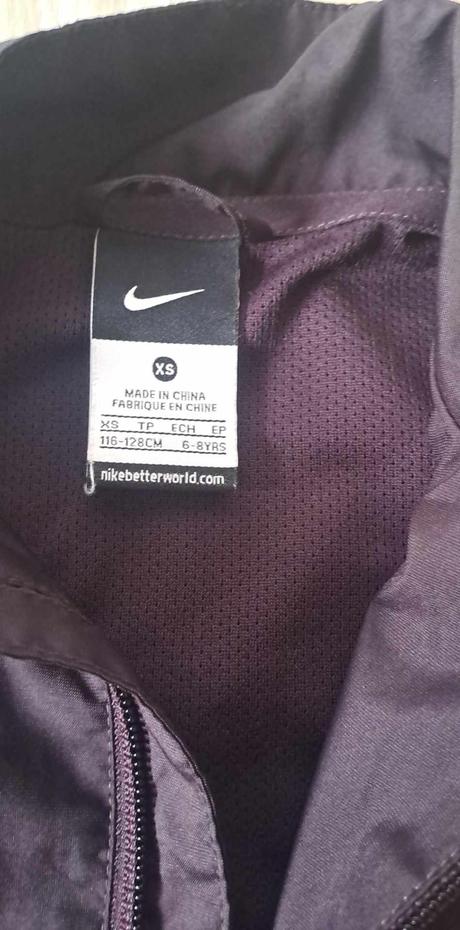 XS
MADE IN CHINA
FABRIQUE EN CHINE
XS TP ECH EP
116-128CM 6-8YRS
nikebetterworld.com